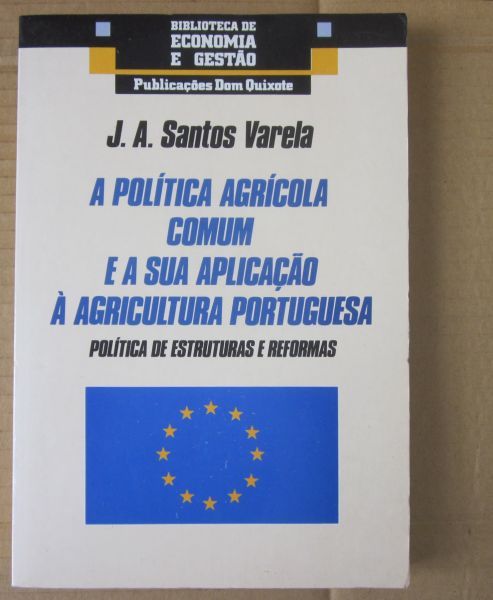 BIBLIOTECA DE
ECONOMIA
E GESTÃO
Publicações Dom Quixote
J. A. Santos Varela
A POLÍTICA AGRÍCOLA
COMUM
E A SUA APLICAÇÃO
À AGRICULTURA PORTUGUESA
POLÍTICA DE ESTRUTURAS E REFORMAS